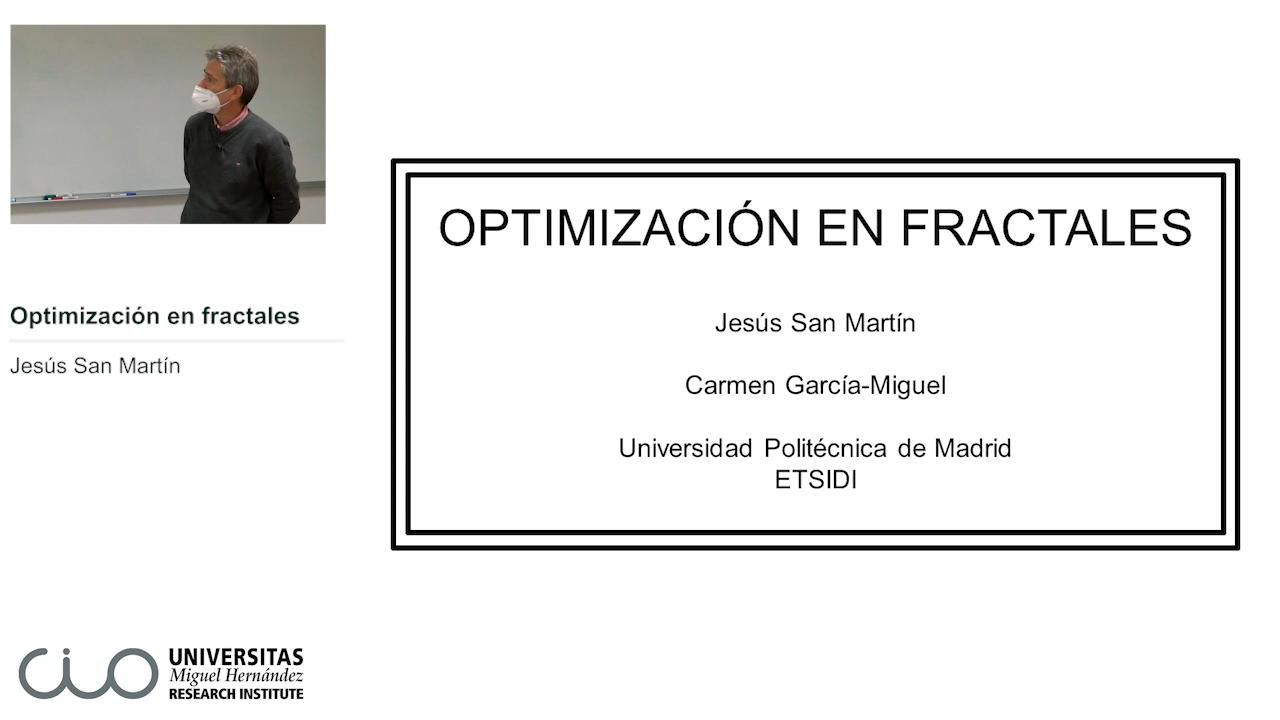 Optimización en fractales
Jesús San Martín
OPTIMIZACIÓN EN FRACTALES
Jesús San Martín
Carmen García-Miguel
Universidad Politécnica de Madrid
ETSIDI
cio
UNIVERSITAS
Miguel Hernández
RESEARCH INSTITUTE